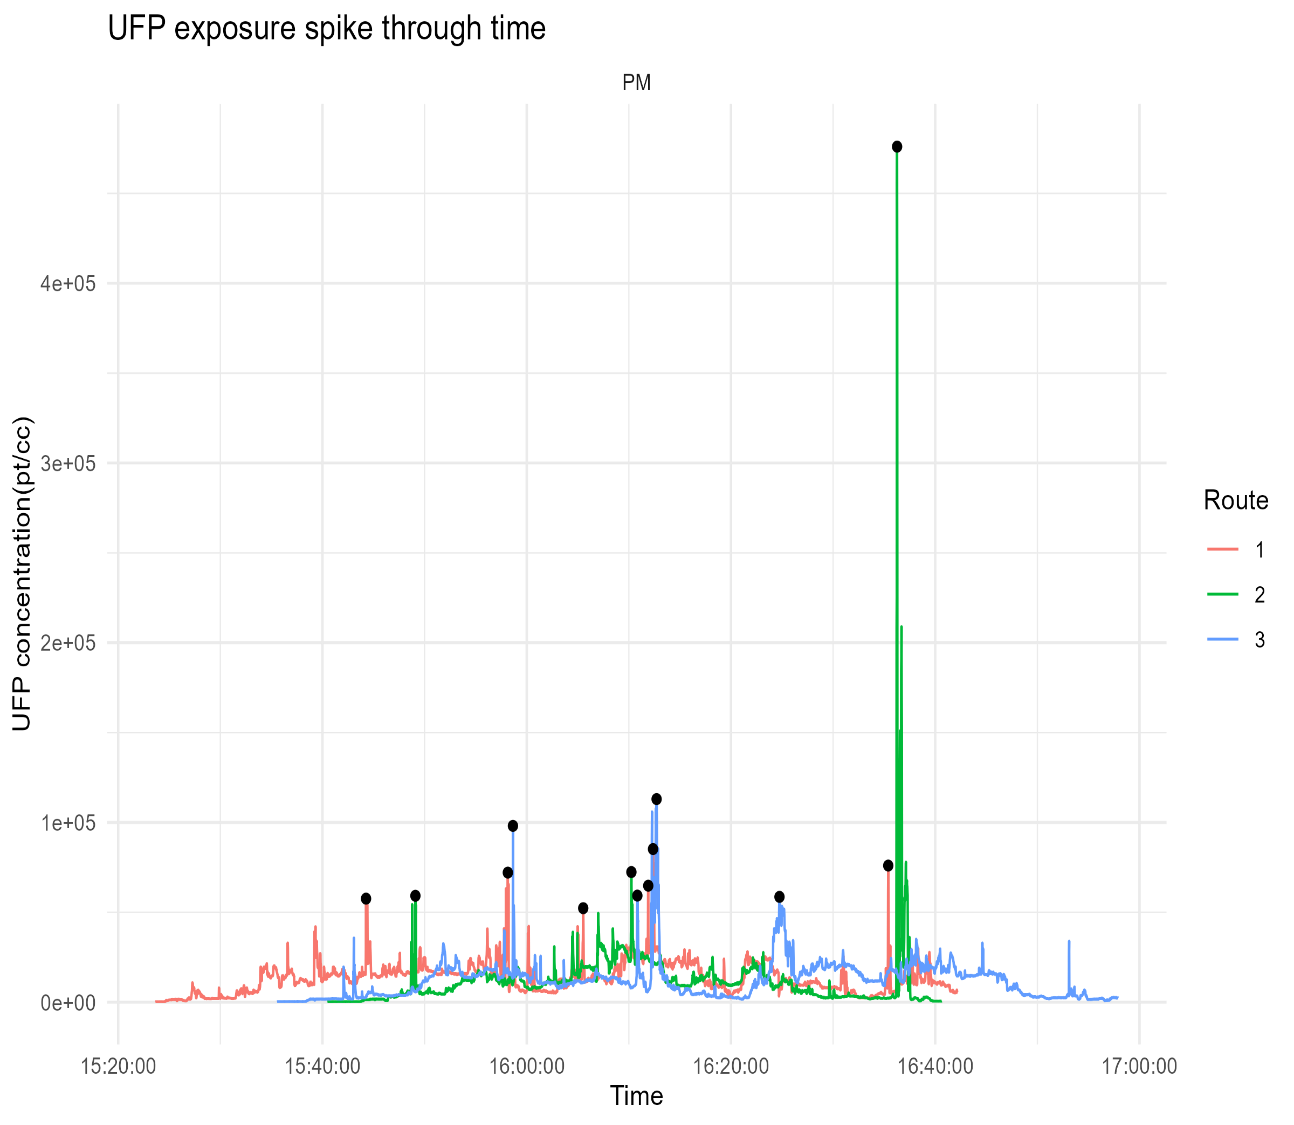 UFP exposure spike through time
PM
UFP concentration(pt/cc)
4e+05
3e+05
2e+05
1e+05
0e+00
15:20:00
15:40:00
16:00:00
16:20:00
16:40:00
17:00:00
Time
Route
1
2
3